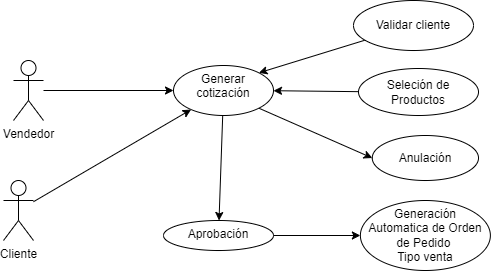 Validar cliente
Generar
cotización
Seleción de
Productos
Vendedor
Anulación
Cliente
Aprobación
Generación
Automatica de Orden
de Pedido
Tipo venta